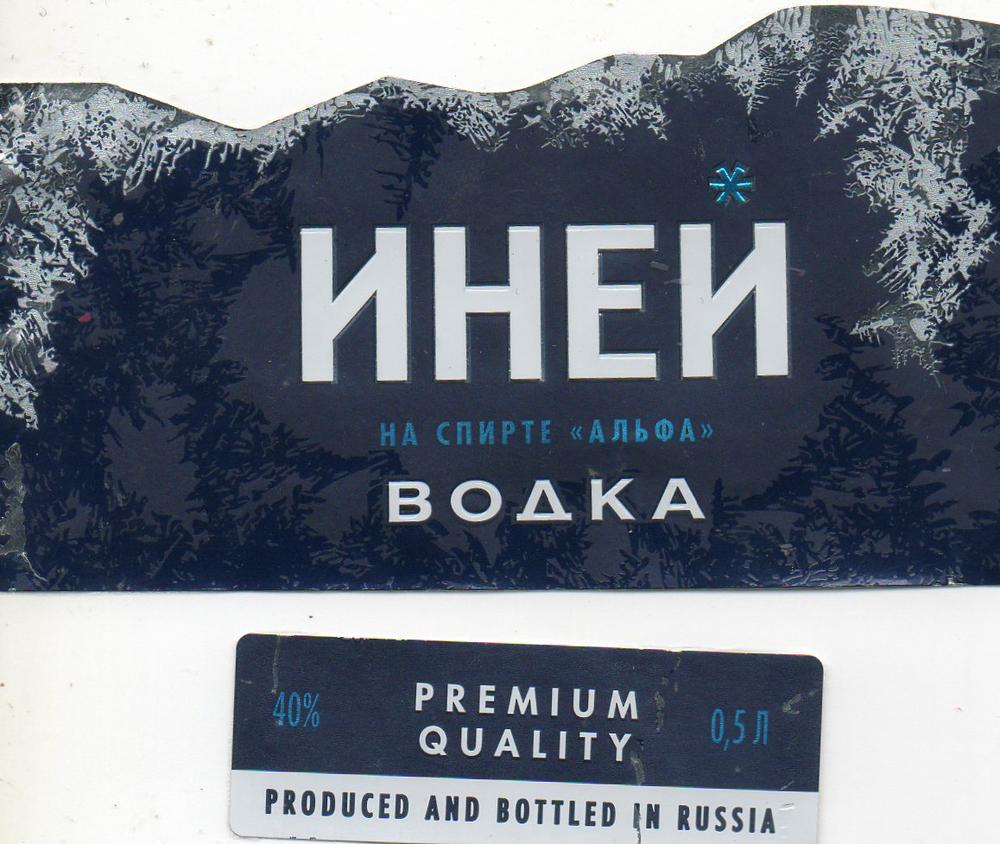 ИНЕЙ
НА СПИРТЕ «АЛЬФА»
ВОДКА
40%
PREMIUM
QUALITY
0,5 Л
PRODUCED AND BOTTLED IN RUSSIA